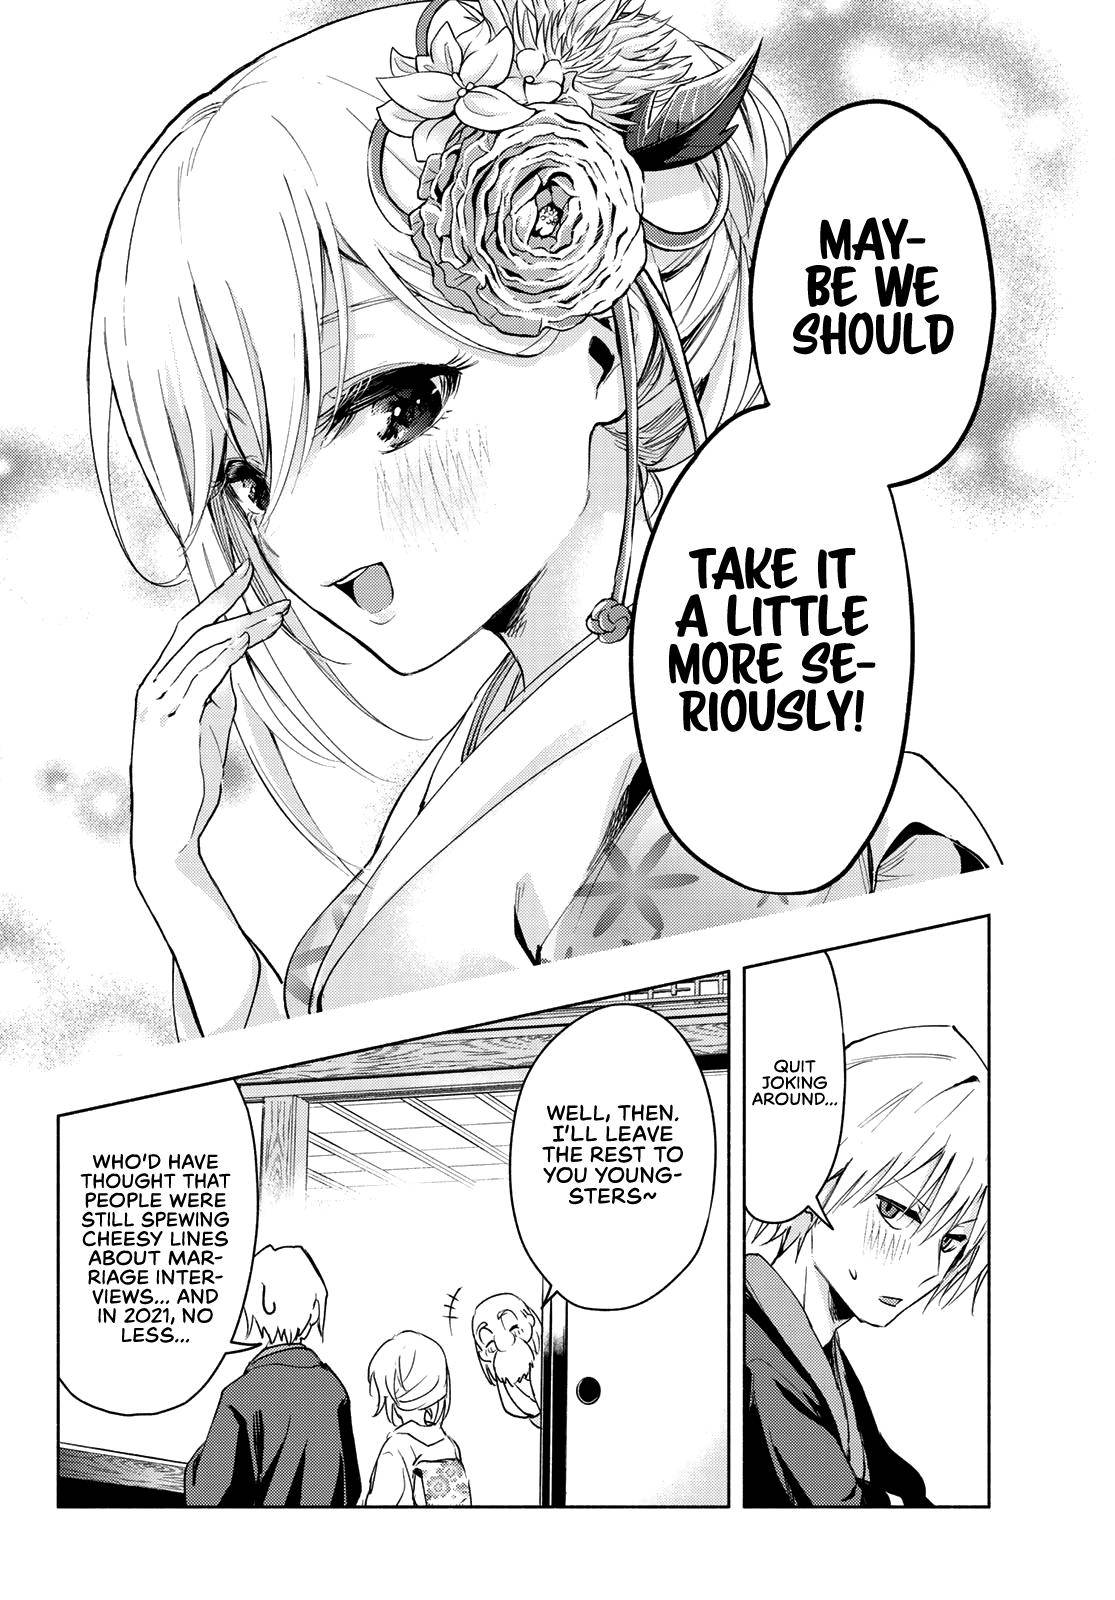 MAY-
BE WE
SHOULD
TAKE IT
A LITTLE
MORE SE-
RIOUSLY!
QUIT
JOKING
AROUND...
WELL, THEN.
I'LL LEAVE
THE REST TO
YOU YOUNG-
STERS~
WHO'D HAVE
THOUGHT THAT
PEOPLE WERE
STILL SPEWING
CHEESY LINES
ABOUT MAR-
RIAGE INTER-
VIEWS... AND
IN 2021, NO
LESS...